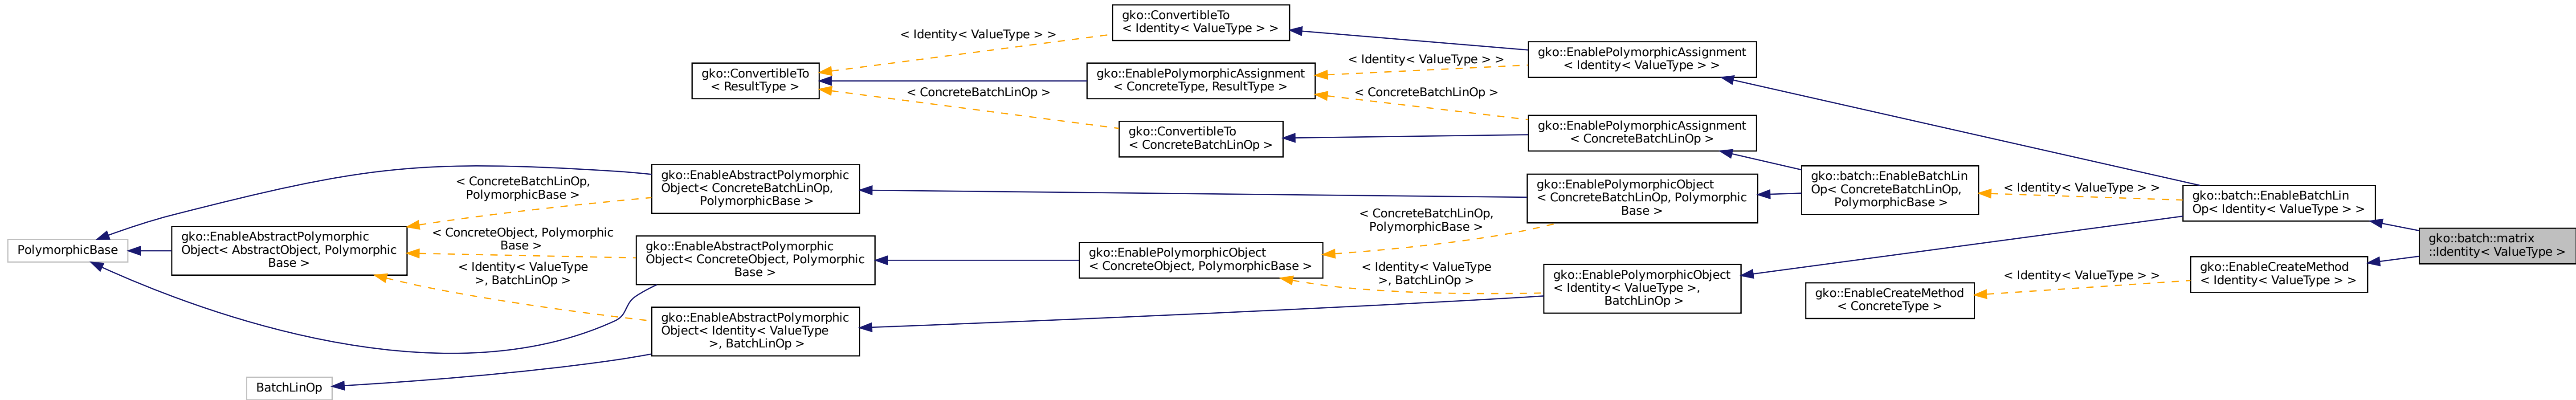 gko::ConvertibleTo
< Identity< ValueType > >
< Identity< ValueType > >
gko::EnablePolymorphicAssignment
< Identity< ValueType > >
< Identity< ValueType > >
gko::ConvertibleTo
< ResultType >
gko::EnablePolymorphicAssignment
< ConcreteType, ResultType >
< ConcreteBatchLinOp >
< ConcreteBatchLinOp >
gko::ConvertibleTo
< ConcreteBatchLinOp >
gko::EnablePolymorphicAssignment
< ConcreteBatchLinOp >
gko::EnableAbstractPolymorphic
Object< ConcreteBatchLinOp,
PolymorphicBase >
< ConcreteBatchLinOp,
PolymorphicBase >
gko::EnablePolymorphicObject
< ConcreteBatchLinOp, Polymorphic
Base >
gko::batch::EnableBatchLin
Op< ConcreteBatchLinOp,
PolymorphicBase >
< Identity< ValueType > >
gko::batch::EnableBatchLin
Op< Identity< ValueType > >
PolymorphicBase
gko::EnableAbstractPolymorphic
Object< AbstractObject, Polymorphic
Base >
< ConcreteObject, Polymorphic
Base >
gko::EnableAbstractPolymorphic
Object< ConcreteObject, Polymorphic
Base >
gko::EnablePolymorphicObject
< ConcreteObject, PolymorphicBase >
< ConcreteBatchLinOp,
PolymorphicBase >
gko::batch::matrix
::Identity< ValueType >
< Identity< ValueType
>, BatchLinOp >
< Identity< ValueType
>, BatchLinOp >
gko::EnablePolymorphicObject
< Identity< ValueType >,
BatchLinOp >
< Identity< ValueType > >
gko::EnableCreateMethod
< Identity< ValueType > >
gko::EnableCreateMethod
< ConcreteType >
gko::EnableAbstractPolymorphic
Object< Identity< ValueType
>, BatchLinOp >
BatchLinOp